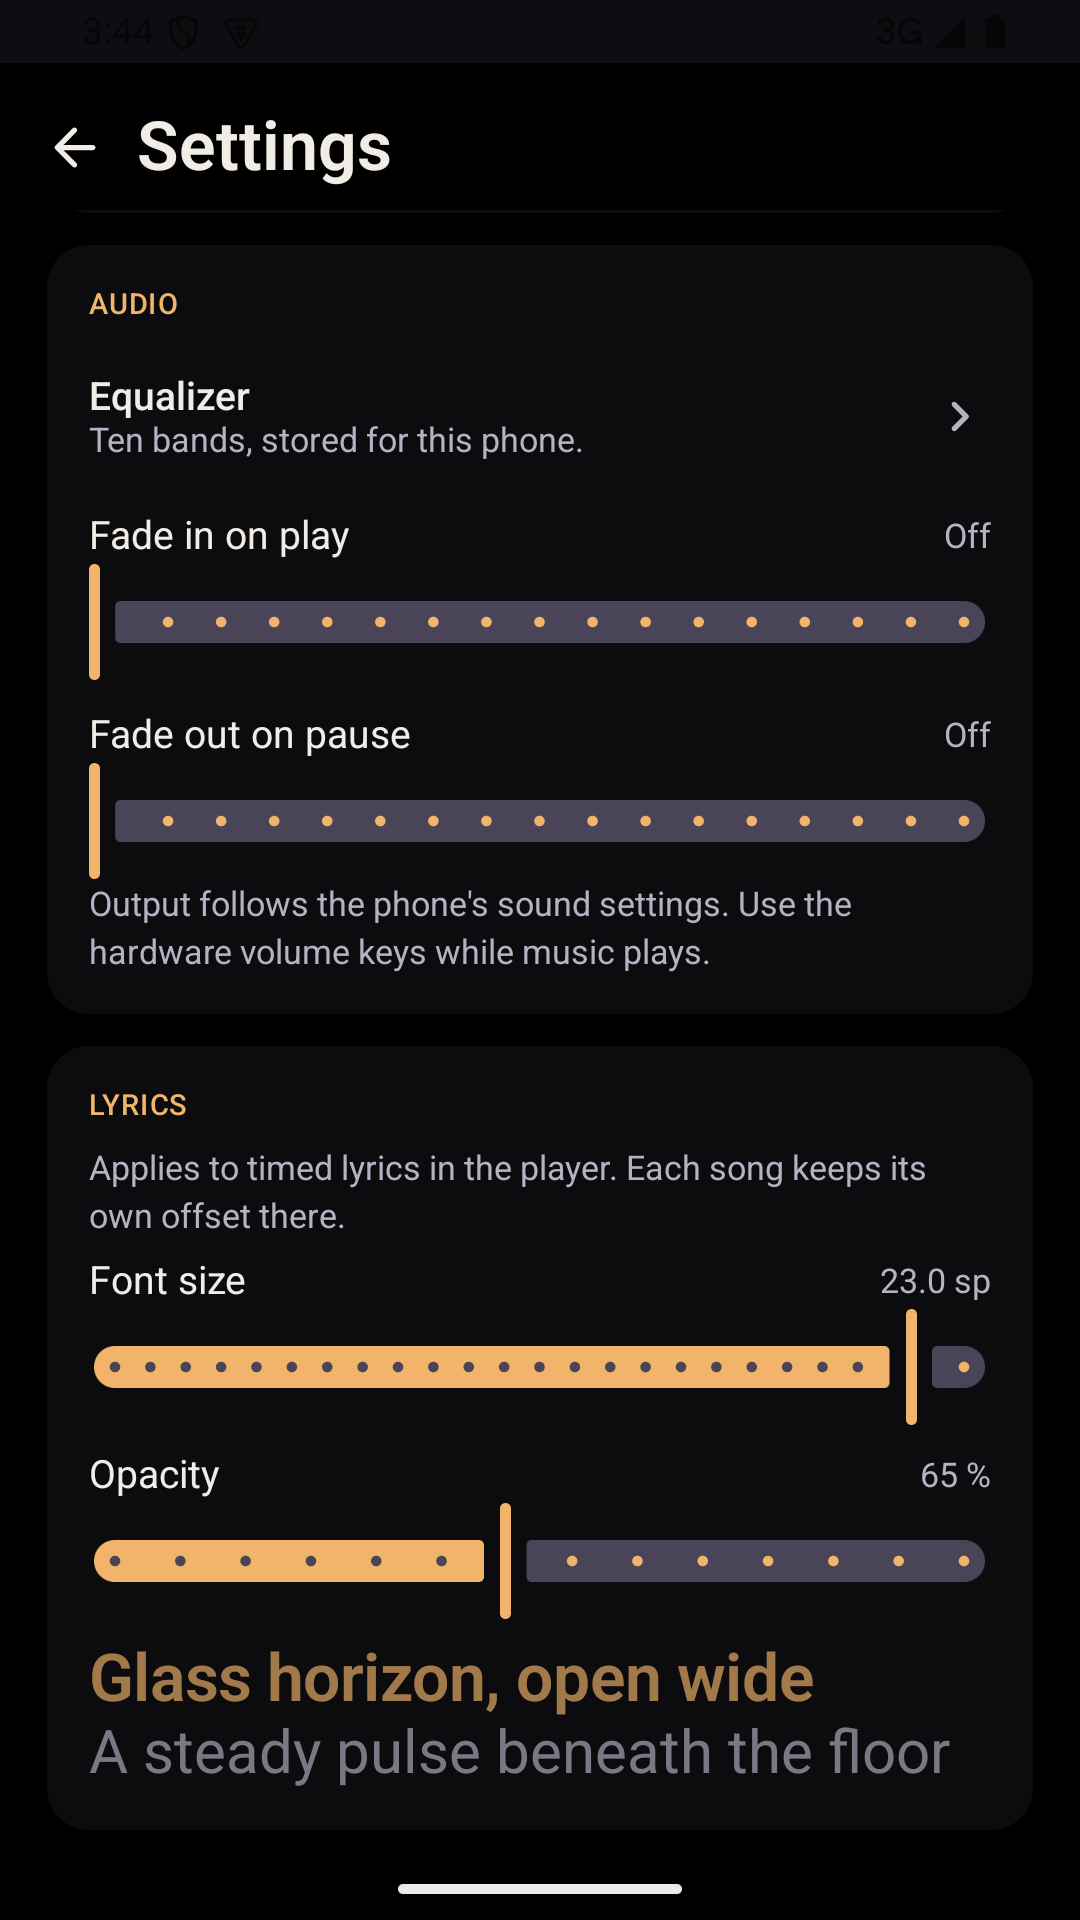 3:44
3G
Settings
AUDIO
Equalizer
Ten bands, stored for this phone.
Fade in on play
Off
Fade out on pause
Off
Output follows the phone's sound settings. Use the
hardware volume keys while music plays.
LYRICS
Applies to timed lyrics in the player. Each song keeps its
own offset there.
Font size
23.0 sp
Opacity
65 %
Glass horizon, open wide
A steady pulse beneath the floor